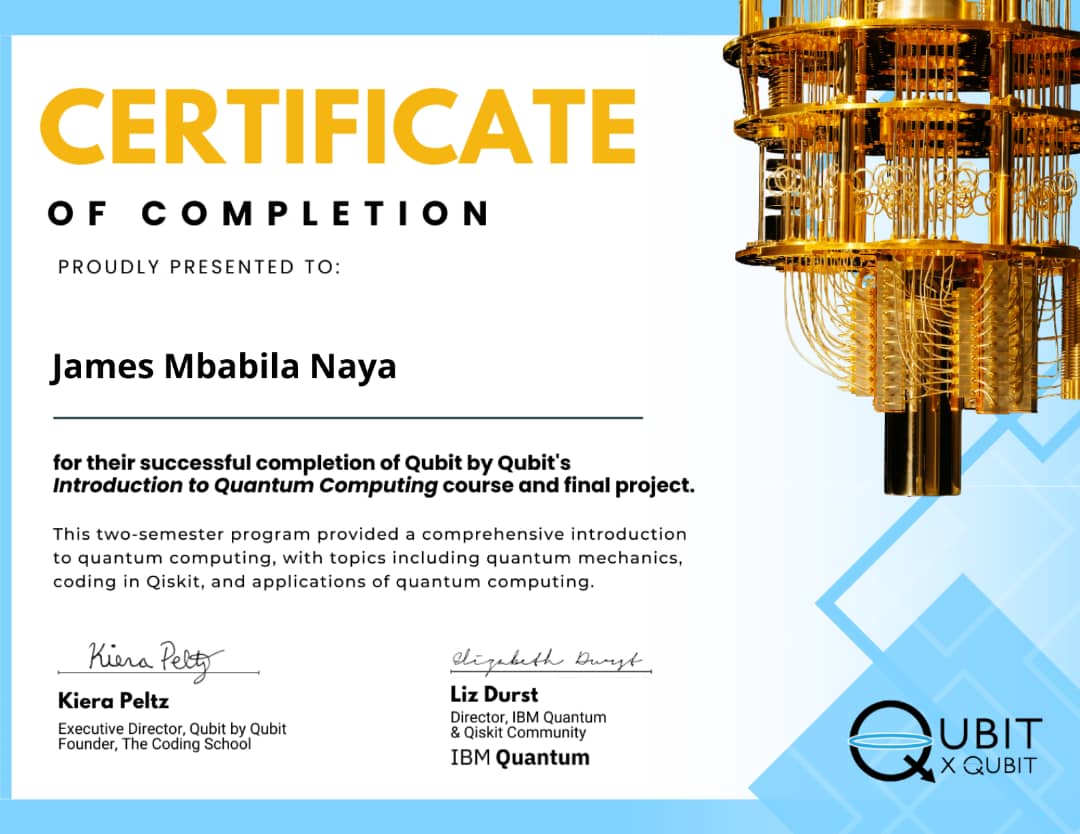 CERTIFICATE
OF COMPLETION
PROUDLY PRESENTED TO:
James Mbabila Naya
for their successful completion of Qubit by Qubit's
Introduction to Quantum Computing course and final project.
This two-semester program provided a comprehensive introduction
to quantum computing, with topics including quantum mechanics,
coding in Qiskit, and applications of quantum computing.
Kiera Peltz
Kiera Peltz
Executive Director, Qubit by Qubit
Founder, The Coding School
Elizabeth Durst
Liz Durst
Director, IBM Quantum
& Qiskit Community
IBM Quantum
QUBIT
X QUBIT